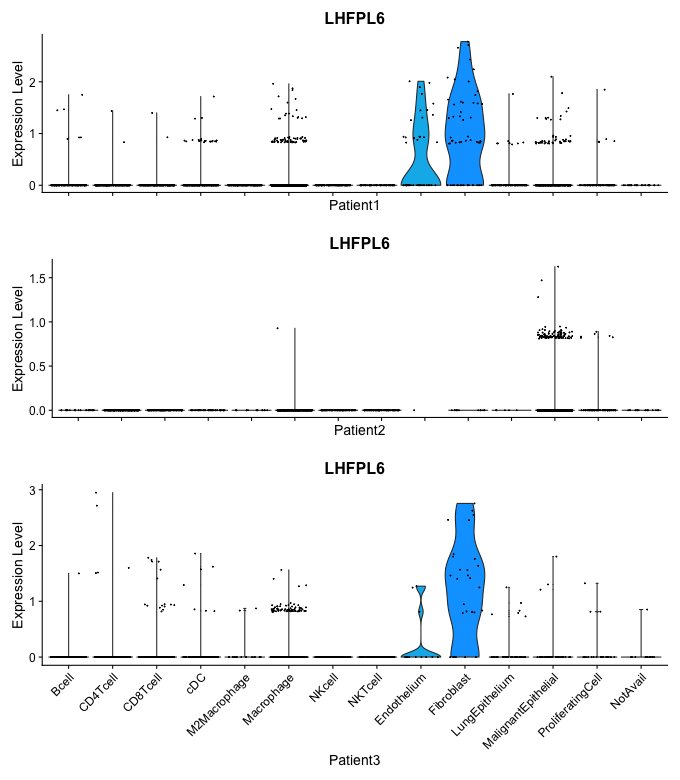 LHFPL6
Expression Level
2
1
0
Patient1
LHFPL6
Expression Level
1.5
1.0
0.5
0.0
Patient2
LHFPL6
Expression Level
3
2
1
0
Bcell
CD4Tcell
CD8Tcell
cDC
M2Macrophage
Macrophage
NKcell
NKTcell
Endothelium
Fibroblast
LungEpithelium
MalignantEpithelial
ProliferatingCell
NotAvail
Patient3